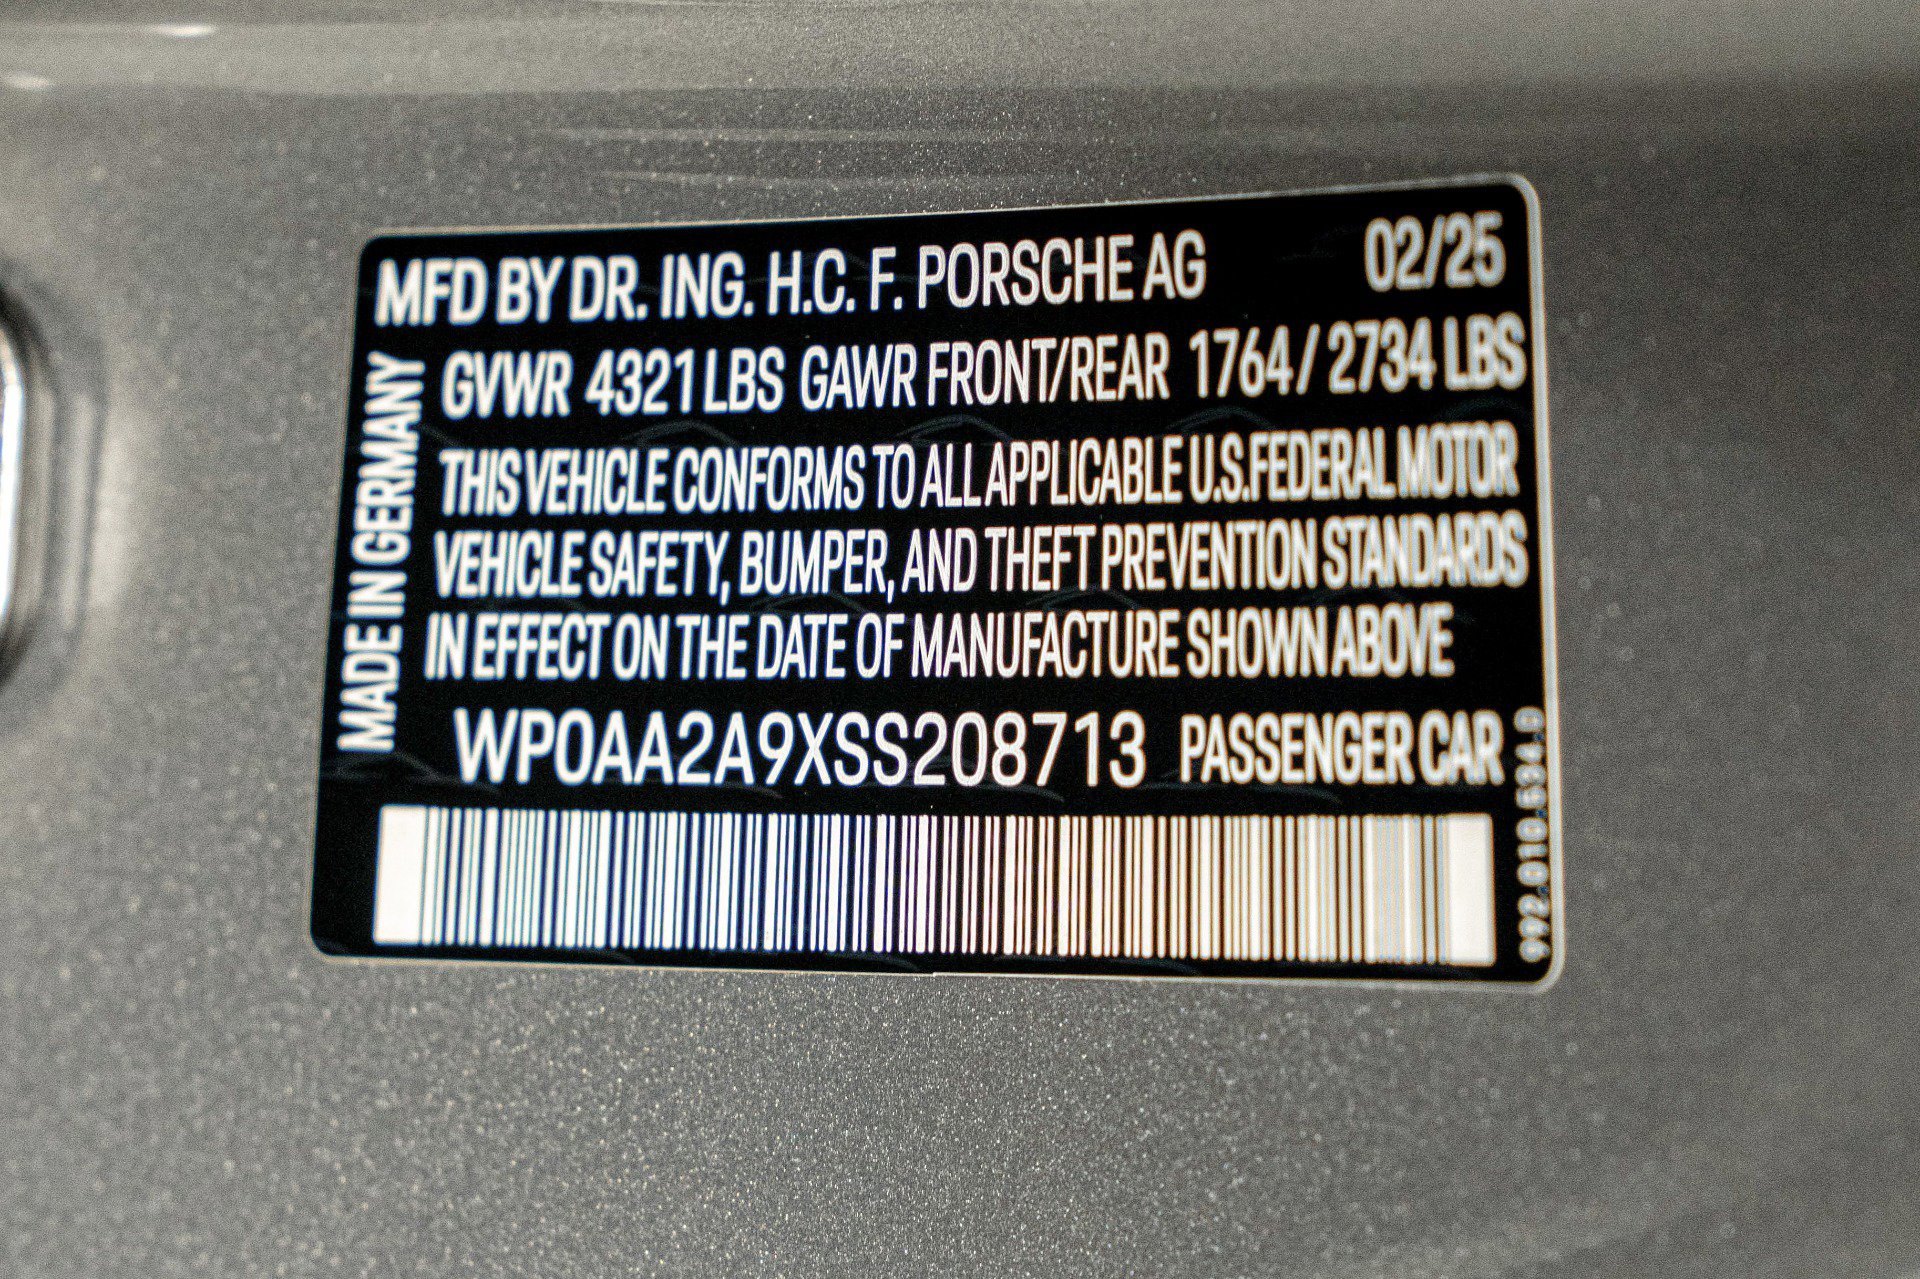 MFD BY DR. ING. H.C. F. PORSCHE AG 02/25
GVWR 4321 LBS GAWR FRONT/REAR 1764 / 2734 LBS
THIS VEHICLE CONFORMS TO ALL APPLICABLE U.S.FEDERAL MOTOR
VEHICLE SAFETY, BUMPER, AND THEFT PREVENTION STANDARDS
IN EFFECT ON THE DATE OF MANUFACTURE SHOWN ABOVE
WP0AA2A9XSS208713 PASSENGER CAR
MADE IN GERMANY
992.010.534.D